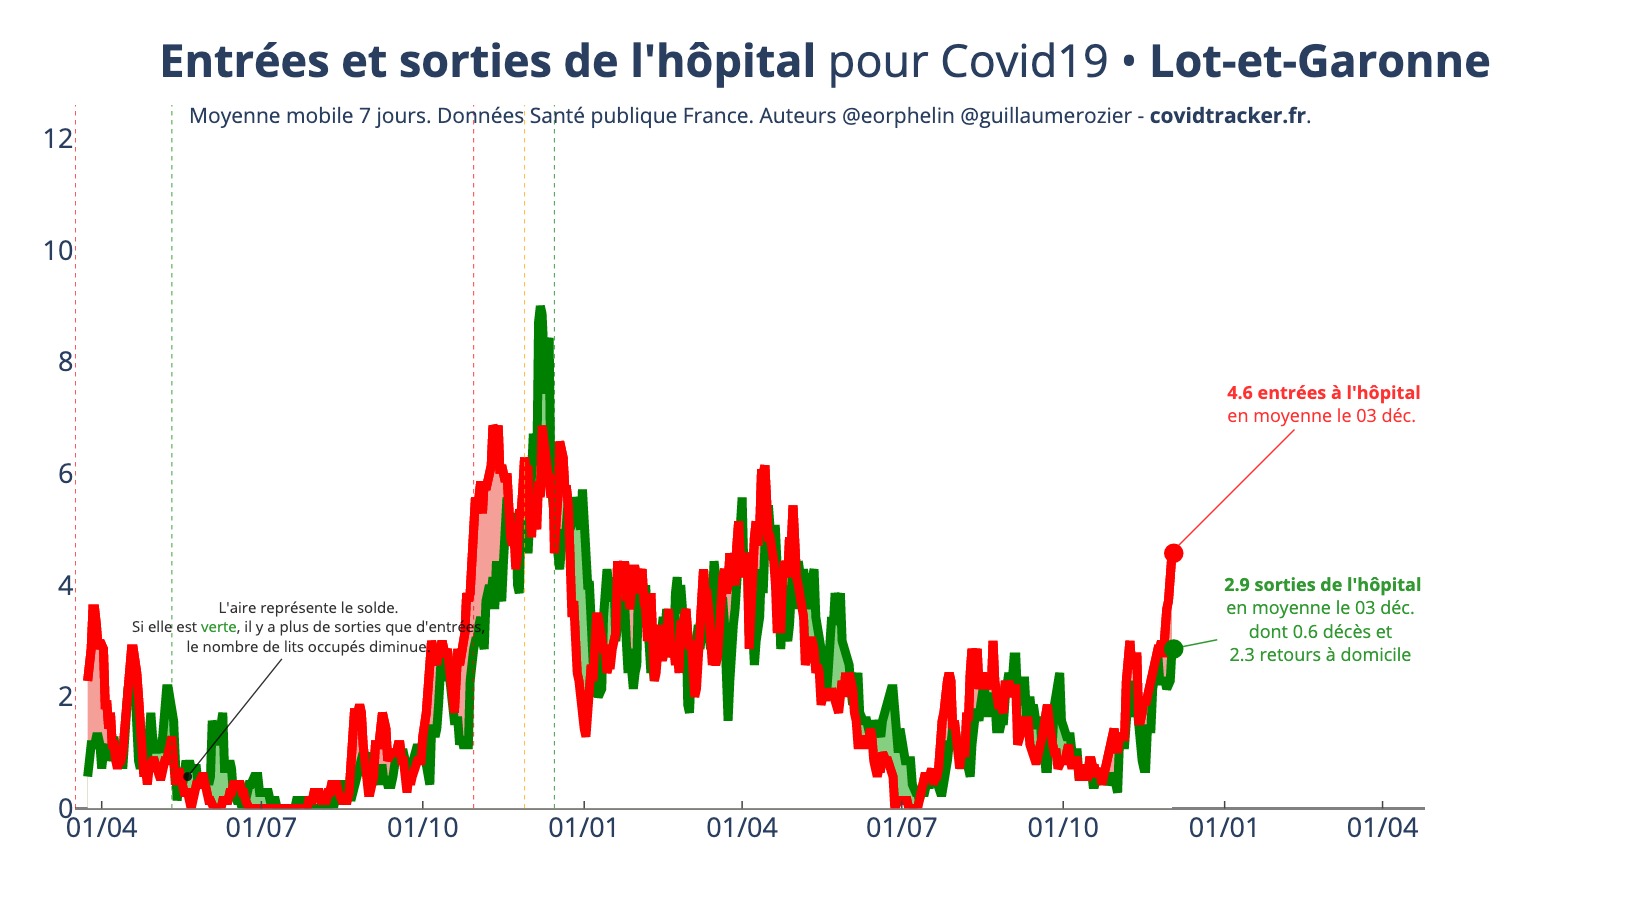 Entrées et sorties de l'hôpital pour Covid19 • Lot-et-Garonne
Moyenne mobile 7 jours. Données Santé publique France. Auteurs @eorphelin @guillaumerozier - covidtracker.fr.
12
10
8
6
4
2
0
4.6 entrées à l'hôpital
en moyenne le 03 déc.
2.9 sorties de l'hôpital
en moyenne le 03 déc.
dont 0.6 décès et
2.3 retours à domicile
L'aire représente le solde.
Si elle est verte, il y a plus de sorties que d'entrées,
le nombre de lits occupés diminue.
01/04 01/07 01/10 01/01 01/04 01/07 01/10 01/01 01/04